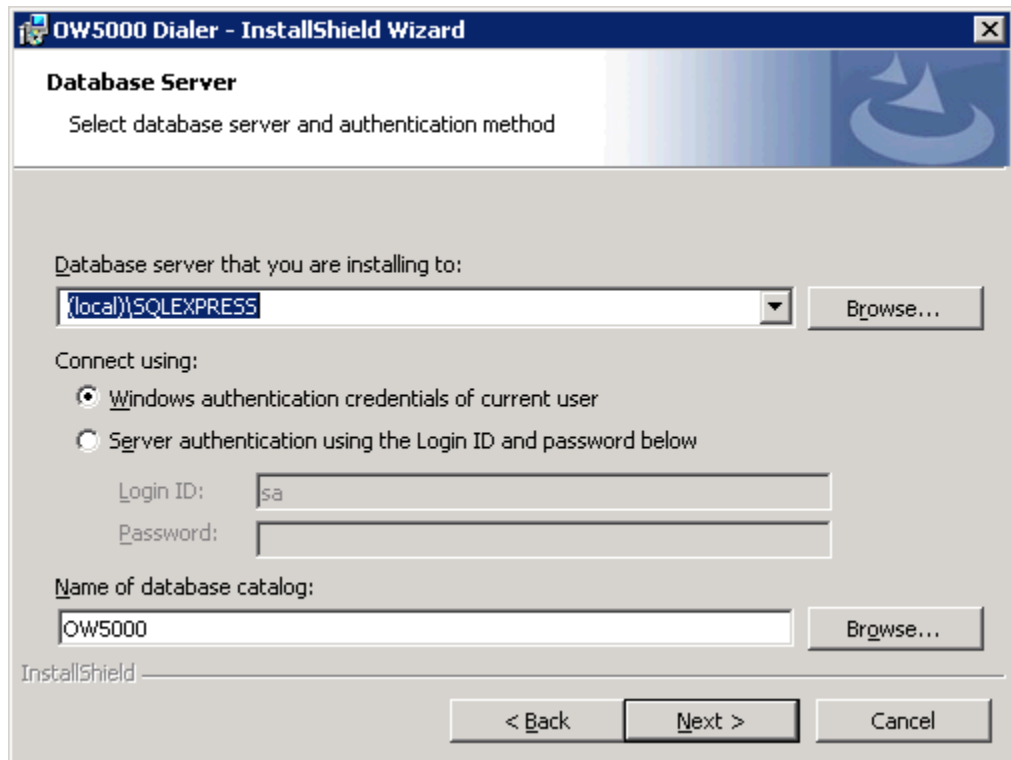 OW5000 Dialer - InstallShield Wizard
Database Server
Select database server and authentication method
Database server that you are installing to:
(local)\SQLEXPRESS
Browse...
Connect using:
Windows authentication credentials of current user
Server authentication using the Login ID and password below
Login ID:
sa
Password:
Name of database catalog:
OW5000
Browse...
InstallShield
< Back
Next >
Cancel